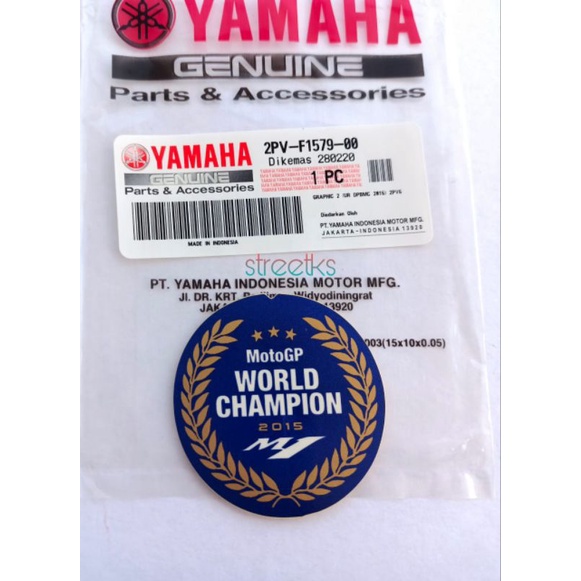 YAMAHA
GENUINE
Parts & Accessories
YAMAHA
GENUINE
Parts & Accessories
2PV-F1579-00
Dikemas 280220
1 PC
MADE IN INDONESIA
Diedarkan Oleh
PT. YAMAHA INDONESIA MOTOR MFG.
JAKARTA-INDONESIA 13920
streetks
PT. YAMAHA INDONESIA MOTOR MFG.
JL. DR. KRT Widyodiningrat
13920
003(15x10x0.05)
MotoGP
WORLD
CHAMPION
2015